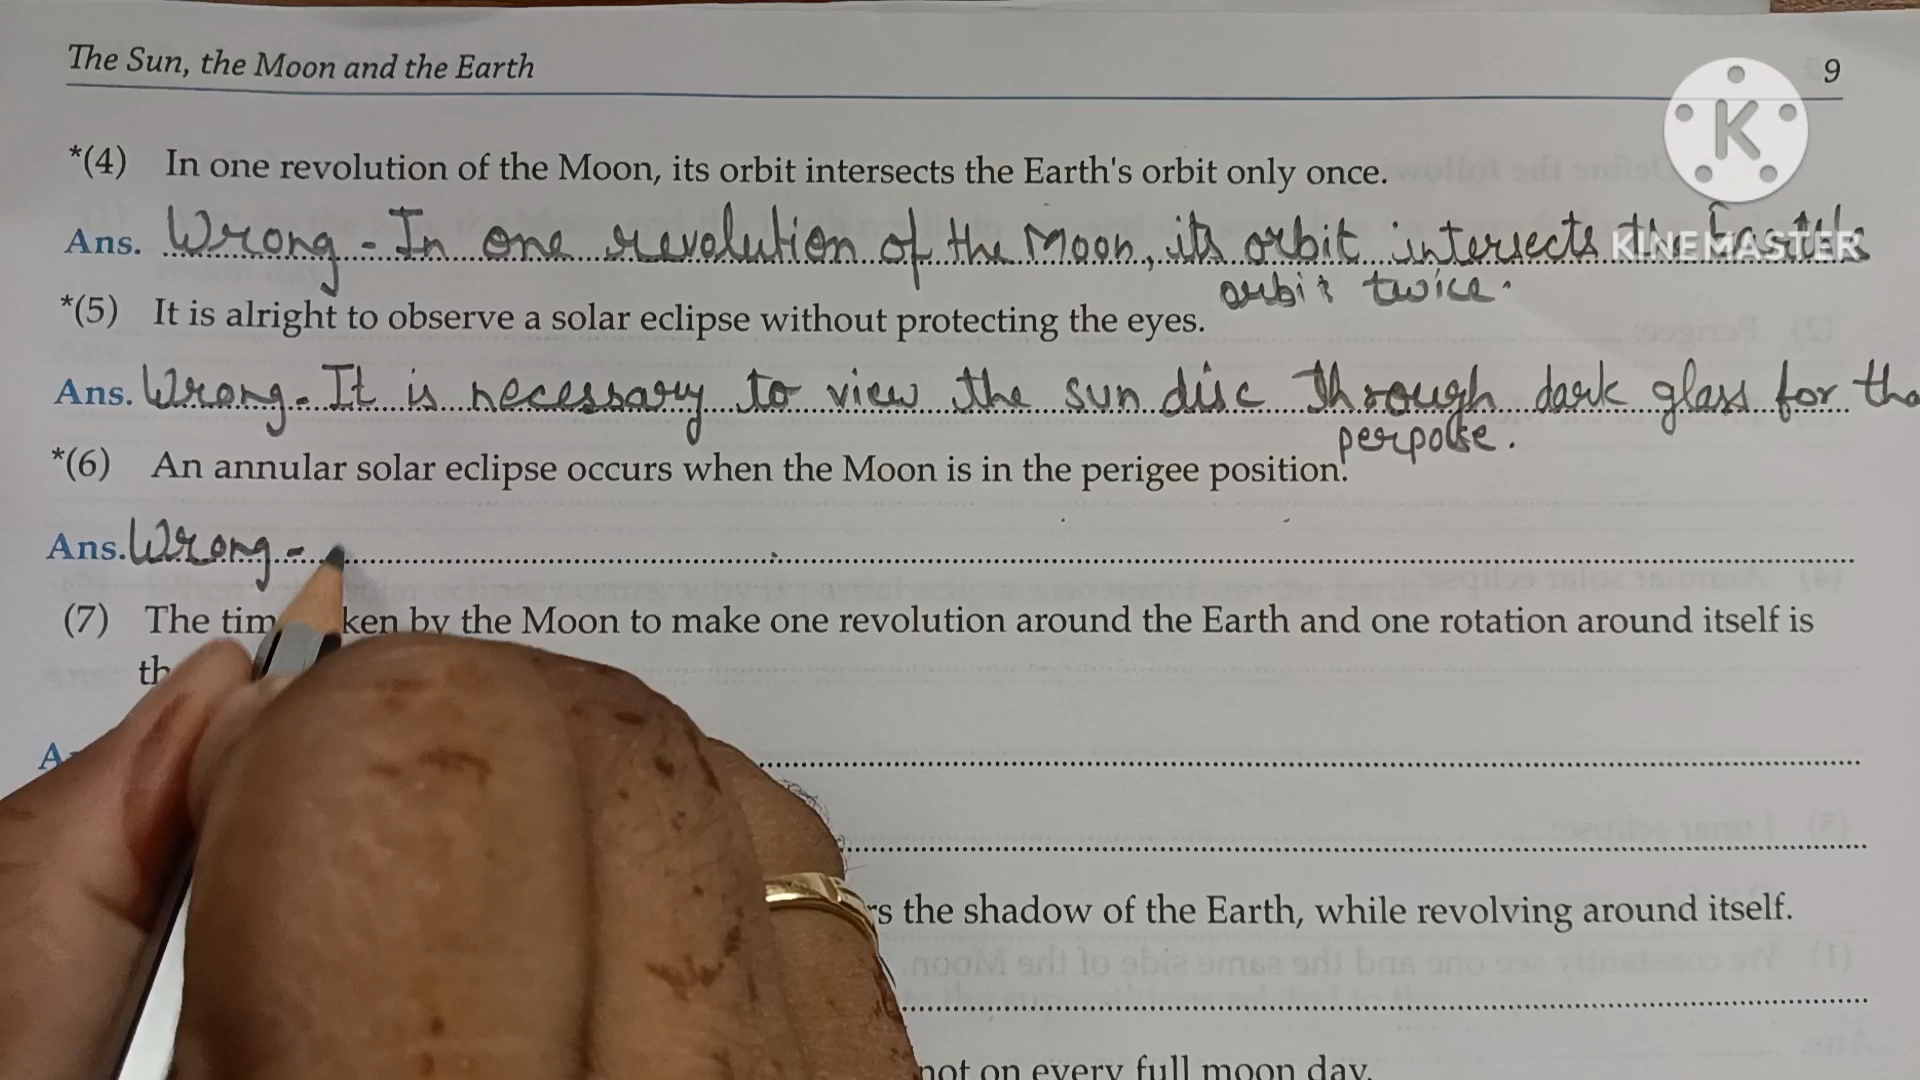 The Sun, the Moon and the Earth 9
*(4) In one revolution of the Moon, its orbit intersects the Earth's orbit only once.
Ans. Wrong - In one revolution of the Moon, its orbit intersects the Earth's
orbit twice.
KINEMASTER
*(5) It is alright to observe a solar eclipse without protecting the eyes.
Ans. Wrong - It is necessary to view the sun disc through dark glass for the
perpose.
*(6) An annular solar eclipse occurs when the Moon is in the perigee position.
Ans. Wrong -
(7) The tim ken by the Moon to make one revolution around the Earth and one rotation around itself is
th
A
the shadow of the Earth, while revolving around itself.
not on every full moon day.